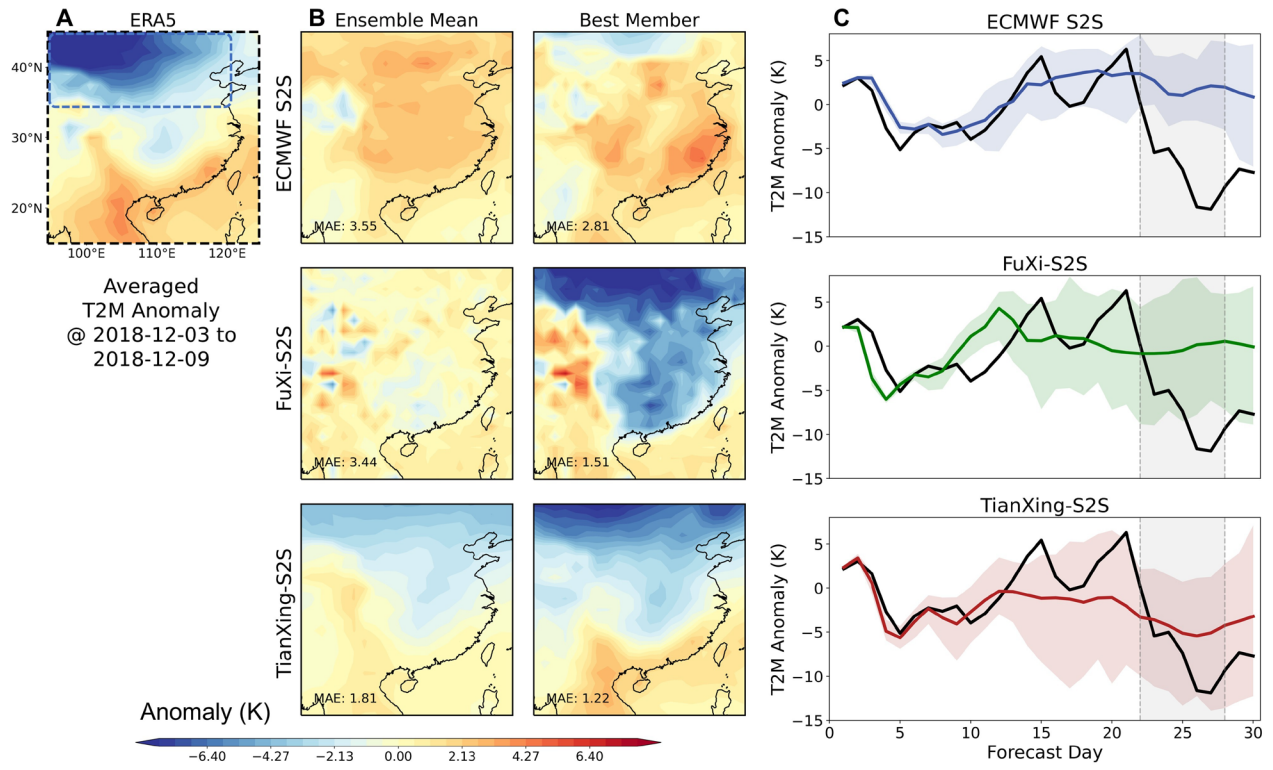 A
ERA5
40°N
30°N
20°N
100°E 110°E 120°E
Averaged
T2M Anomaly
@ 2018-12-03 to
2018-12-09
B
Ensemble Mean
Best Member
ECMWF S2S
MAE: 3.55
MAE: 2.81
FuXi-S2S
MAE: 3.44
MAE: 1.51
TianXing-S2S
MAE: 1.81
MAE: 1.22
Anomaly (K)
−6.40 −4.27 −2.13 0.00 2.13 4.27 6.40
C
ECMWF S2S
T2M Anomaly (K)
5
0
−5
−10
−15
FuXi-S2S
T2M Anomaly (K)
5
0
−5
−10
−15
TianXing-S2S
T2M Anomaly (K)
5
0
−5
−10
−15
0 5 10 15 20 25 30
Forecast Day